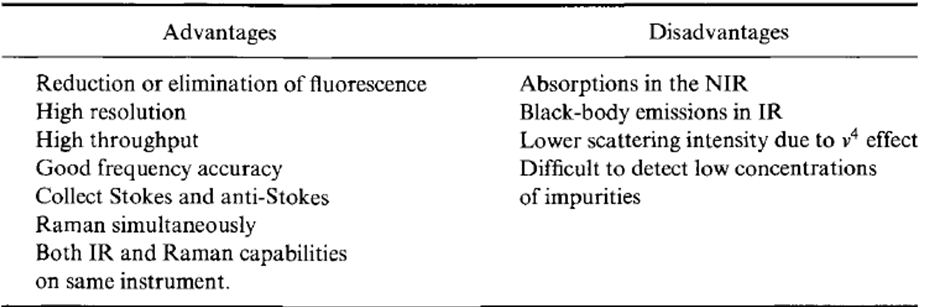 Advantages
Disadvantages
Reduction or elimination of fluorescence
High resolution
High throughput
Good frequency accuracy
Collect Stokes and anti-Stokes
Raman simultaneously
Both IR and Raman capabilities
on same instrument.
Absorptions in the NIR
Black-body emissions in IR
Lower scattering intensity due to ν⁴ effect
Difficult to detect low concentrations
of impurities